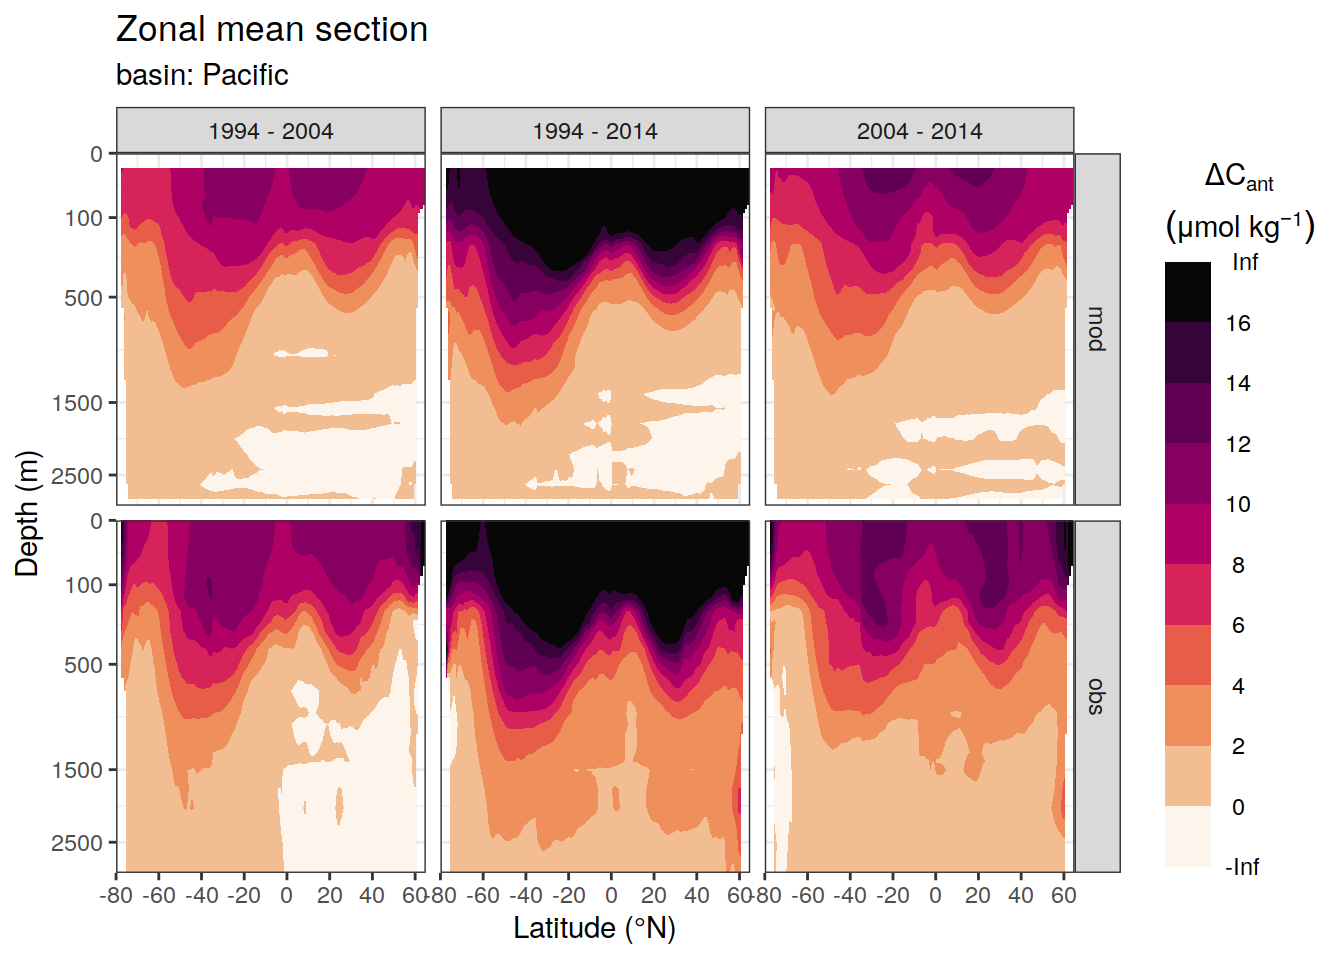 Zonal mean section
basin: Pacific
1994 - 2004
1994 - 2014
2004 - 2014
0
100
500
1500
2500
mod
0
100
500
1500
2500
obs
-80 -60 -40 -20 0 20 40 60
-80 -60 -40 -20 0 20 40 60
-80 -60 -40 -20 0 20 40 60
Latitude (°N)
Depth (m)
ΔCant
(μmol kg⁻¹)
Inf
16
14
12
10
8
6
4
2
0
-Inf